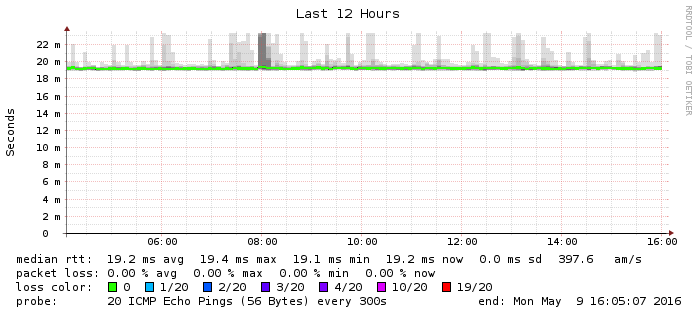 Last 12 Hours
RRDTOOL / TOBI OETIKER
Seconds
22 m
20 m
18 m
16 m
14 m
12 m
10 m
8 m
6 m
4 m
2 m
0
06:00 08:00 10:00 12:00 14:00 16:00
median rtt: 19.2 ms avg 19.4 ms max 19.1 ms min 19.2 ms now 0.0 ms sd 397.6 am/s
packet loss: 0.00 % avg 0.00 % max 0.00 % min 0.00 % now
loss color: 0 1/20 2/20 3/20 4/20 10/20 19/20
probe: 20 ICMP Echo Pings (56 Bytes) every 300s end: Mon May 9 16:05:07 2016